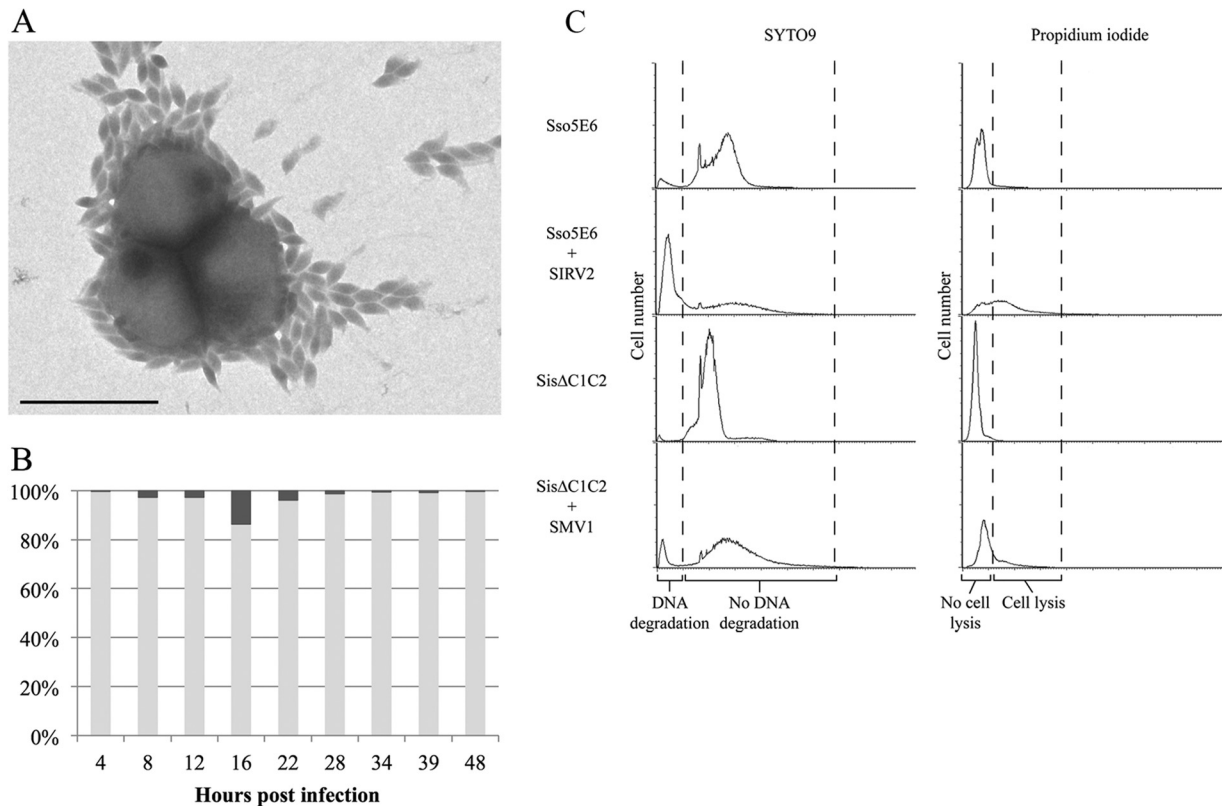 A
B
100%
80%
60%
40%
20%
0%
4 8 12 16 22 28 34 39 48
Hours post infection
C
SYTO9
Propidium iodide
Sso5E6
Sso5E6
+
SIRV2
SisΔC1C2
SisΔC1C2
+
SMV1
Cell number
Cell number
DNA
degradation
No DNA
degradation
No cell
lysis
Cell lysis